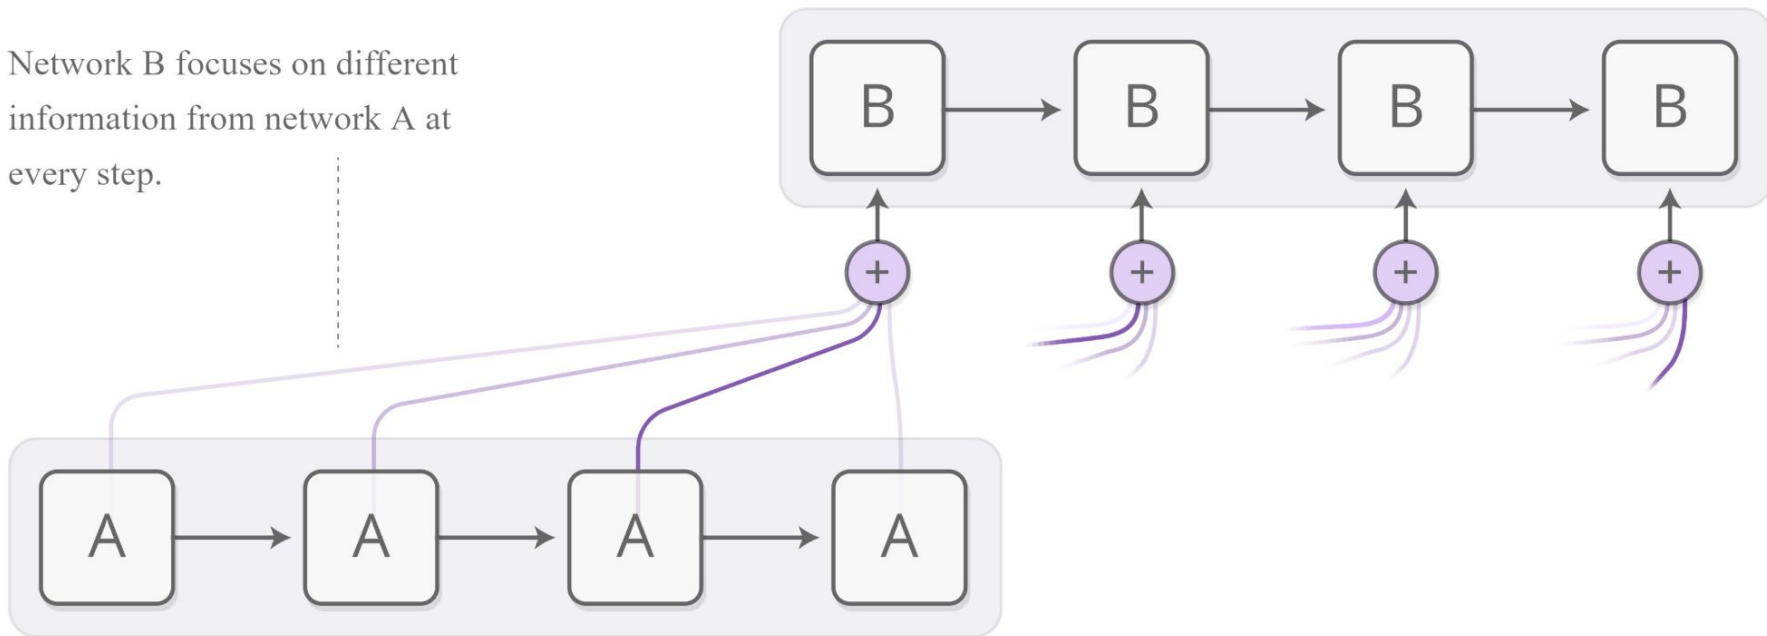 Network B focuses on different
information from network A at
every step.
B B B B
+ + + +
A A A A